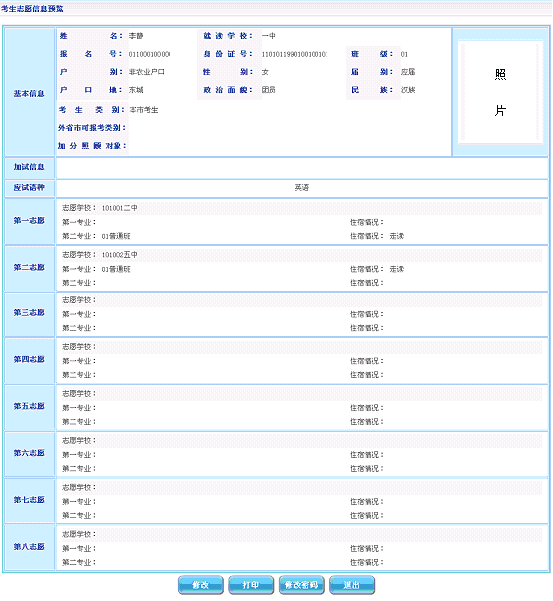 考生志愿信息预览
基本信息
姓 名： 李静 就 读 学 校： 一中
报 名 号： 01100010000 身 份 证 号： 110101199010010101 班 级： 01
户 别： 非农业户口 性 别： 女 届 别： 应届
户 口 地： 东城 政 治 面 貌： 团员 民 族： 汉族
考 生 类 别： 本市考生
外省市可报考类别：
加 分 照 顾 对象：
照
片
加试信息
应试语种 英语
第一志愿
志愿学校： 101001二中
第一专业： 住宿情况：
第二专业： 01普通班 住宿情况： 走读
第二志愿
志愿学校： 101002五中
第一专业： 01普通班 住宿情况： 走读
第二专业： 住宿情况：
第三志愿
志愿学校：
第一专业： 住宿情况：
第二专业： 住宿情况：
第四志愿
志愿学校：
第一专业： 住宿情况：
第二专业： 住宿情况：
第五志愿
志愿学校：
第一专业： 住宿情况：
第二专业： 住宿情况：
第六志愿
志愿学校：
第一专业： 住宿情况：
第二专业： 住宿情况：
第七志愿
志愿学校：
第一专业： 住宿情况：
第二专业： 住宿情况：
第八志愿
志愿学校：
第一专业： 住宿情况：
第二专业： 住宿情况：
修改 打印 修改密码 退出